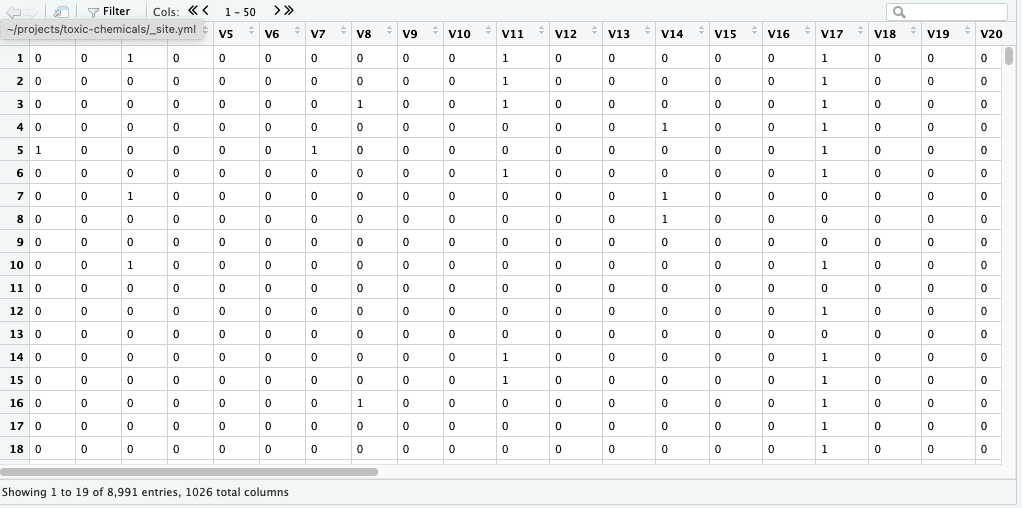 Filter Cols: 1 - 50
~/projects/toxic-chemicals/_site.yml
V5 V6 V7 V8 V9 V10 V11 V12 V13 V14 V15 V16 V17 V18 V19 V20
1 0 0 1 0 0 0 0 0 0 0 1 0 0 0 0 0 1 0 0 0
2 0 0 0 0 0 0 0 0 0 0 1 0 0 0 0 0 1 0 0 0
3 0 0 0 0 0 0 0 1 0 0 1 0 0 0 0 0 1 0 0 0
4 0 0 0 0 0 0 0 0 0 0 0 0 0 1 0 0 1 0 0 0
5 1 0 0 0 0 0 1 0 0 0 0 0 0 0 0 0 1 0 0 0
6 0 0 0 0 0 0 0 0 0 0 1 0 0 0 0 0 1 0 0 0
7 0 0 1 0 0 0 0 0 0 0 0 0 0 1 0 0 0 0 0 0
8 0 0 0 0 0 0 0 0 0 0 0 0 0 1 0 0 0 0 0 0
9 0 0 0 0 0 0 0 0 0 0 0 0 0 0 0 0 0 0 0 0
10 0 0 1 0 0 0 0 0 0 0 0 0 0 0 0 0 1 0 0 0
11 0 0 0 0 0 0 0 0 0 0 0 0 0 0 0 0 0 0 0 0
12 0 0 0 0 0 0 0 0 0 0 0 0 0 0 0 0 1 0 0 0
13 0 0 0 0 0 0 0 0 0 0 0 0 0 0 0 0 0 0 0 0
14 0 0 0 0 0 0 0 0 0 0 1 0 0 0 0 0 1 0 0 0
15 0 0 0 0 0 0 0 0 0 0 1 0 0 0 0 0 1 0 0 0
16 0 0 0 0 0 0 0 1 0 0 0 0 0 0 0 0 1 0 0 0
17 0 0 0 0 0 0 0 0 0 0 0 0 0 0 0 0 1 0 0 0
18 0 0 0 0 0 0 0 0 0 0 0 0 0 0 0 0 1 0 0 0
Showing 1 to 19 of 8,991 entries, 1026 total columns